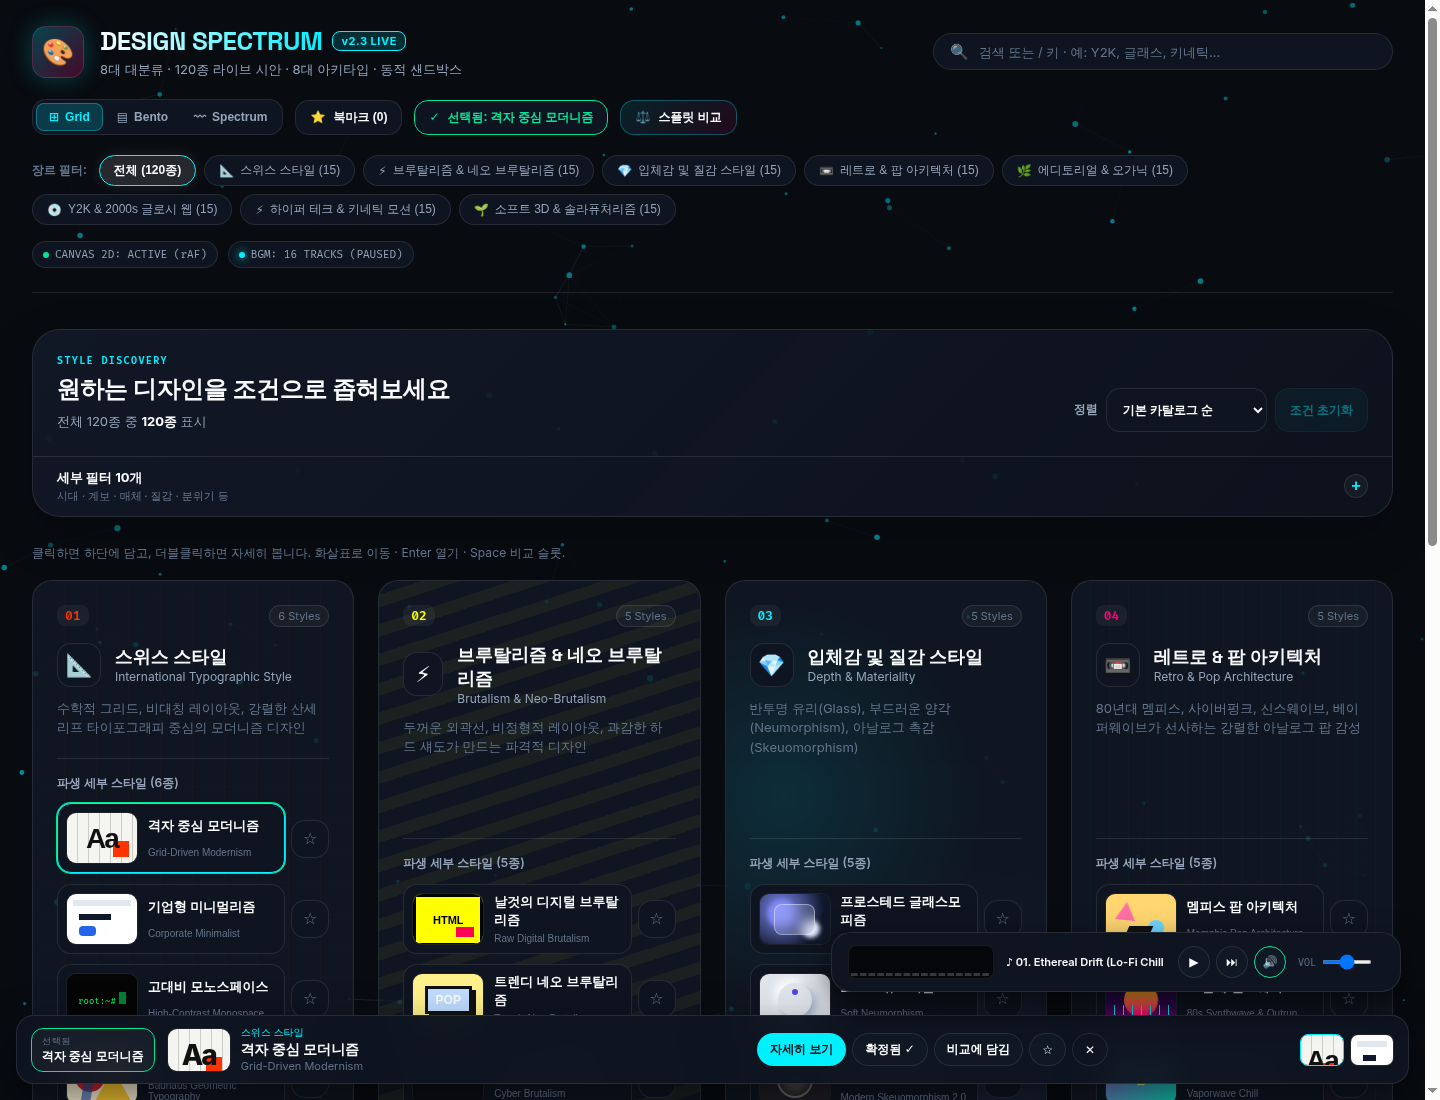 DESIGN SPECTRUM v2.3 LIVE
8대 대분류 · 120종 라이브 시안 · 8대 아키타입 · 동적 샌드박스
검색 또는 / 키 · 예: Y2K, 글래스, 키네틱...
Grid Bento Spectrum 북마크 (0) ✓ 선택됨: 격자 중심 모더니즘 스플릿 비교
장르 필터: 전체 (120종) 스위스 스타일 (15) 브루탈리즘 & 네오 브루탈리즘 (15) 입체감 및 질감 스타일 (15) 레트로 & 팝 아키텍처 (15) 에디토리얼 & 오가닉 (15)
Y2K & 2000s 글로시 웹 (15) 하이퍼 테크 & 키네틱 모션 (15) 소프트 3D & 솔라퓨처리즘 (15)
CANVAS 2D: ACTIVE (rAF) BGM: 16 TRACKS (PAUSED)
STYLE DISCOVERY
원하는 디자인을 조건으로 좁혀보세요
전체 120종 중 120종 표시
정렬 기본 카탈로그 순 조건 초기화
세부 필터 10개
시대 · 계보 · 매체 · 질감 · 분위기 등
+
클릭하면 하단에 담고, 더블클릭하면 자세히 봅니다. 화살표로 이동 · Enter 열기 · Space 비교 슬롯.
01 6 Styles
스위스 스타일
International Typographic Style
수학적 그리드, 비대칭 레이아웃, 강렬한 산세
리프 타이포그래피 중심의 모더니즘 디자인
파생 세부 스타일 (6종)
Aa
격자 중심 모더니즘
Grid-Driven Modernism
기업형 미니멀리즘
Corporate Minimalist
root:~#
고대비 모노스페이스
High-Contrast Monospace
Bauhaus Geometric
Typography
02 5 Styles
브루탈리즘 & 네오 브루탈
리즘
Brutalism & Neo-Brutalism
두꺼운 외곽선, 비정형적 레이아웃, 과감한 하
드 섀도가 만드는 파격적 디자인
파생 세부 스타일 (5종)
HTML
날것의 디지털 브루탈
리즘
Raw Digital Brutalism
POP
트렌디 네오 브루탈리
즘
Cyber Brutalism
03 5 Styles
입체감 및 질감 스타일
Depth & Materiality
반투명 유리(Glass), 부드러운 양각
(Neumorphism), 아날로그 촉감
(Skeuomorphism)
파생 세부 스타일 (5종)
프로스테드 글래스모
피즘
Soft Neumorphism
Modern Skeuomorphism 2.0
04 5 Styles
레트로 & 팝 아키텍처
Retro & Pop Architecture
80년대 멤피스, 사이버펑크, 신스웨이브, 베이
퍼웨이브가 선사하는 강렬한 아날로그 팝 감성
파생 세부 스타일 (5종)
멤피스 팝 아키텍처
Memphis Pop Architecture
80s Synthwave & Outrun
Vaporwave Chill
♪ 01. Ethereal Drift (Lo-Fi Chill VOL
선택됨
격자 중심 모더니즘
Aa
스위스 스타일
격자 중심 모더니즘
Grid-Driven Modernism
자세히 보기 확정됨 ✓ 비교에 담김 ☆ ✕
Aa